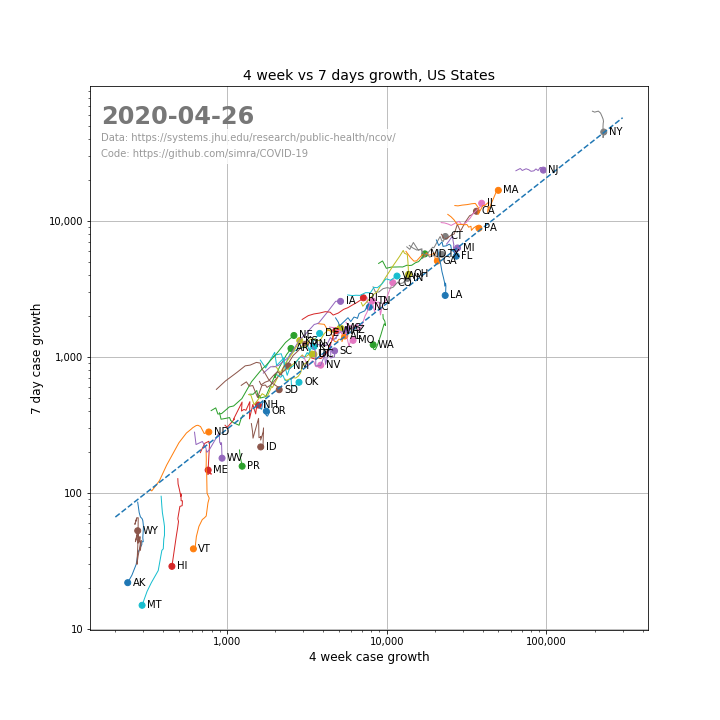 4 week vs 7 days growth, US States
2020-04-26
Data: https://systems.jhu.edu/research/public-health/ncov/
Code: https://github.com/simra/COVID-19
NY
NJ
MA
IL
CA
PA
CT
MI
MD
TX
FL
GA
OH
VA
CO
LA
IA
RI
TN
NC
NE
DE
AL
MO
WA
AR
SC
NM
NV
OK
SD
NH
OR
ND
ID
WV
ME
PR
WY
VT
HI
AK
MT
10,000
1,000
100
10
1,000
10,000
100,000
7 day case growth
4 week case growth